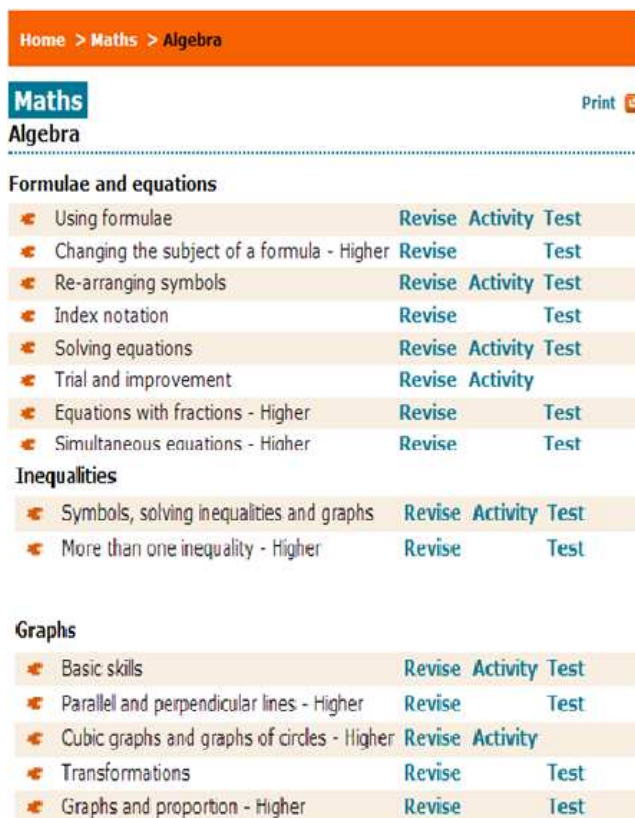 Home > Maths > Algebra
Maths
Print
Algebra
Formulae and equations
Using formulae Revise Activity Test
Changing the subject of a formula - Higher Revise Test
Re-arranging symbols Revise Activity Test
Index notation Revise Test
Solving equations Revise Activity Test
Trial and improvement Revise Activity
Equations with fractions - Higher Revise Test
Simultaneous equations - Higher Revise Test
Inequalities
Symbols, solving inequalities and graphs Revise Activity Test
More than one inequality - Higher Revise Test
Graphs
Basic skills Revise Activity Test
Parallel and perpendicular lines - Higher Revise Test
Cubic graphs and graphs of circles - Higher Revise Activity
Transformations Revise Test
Graphs and proportion - Higher Revise Test